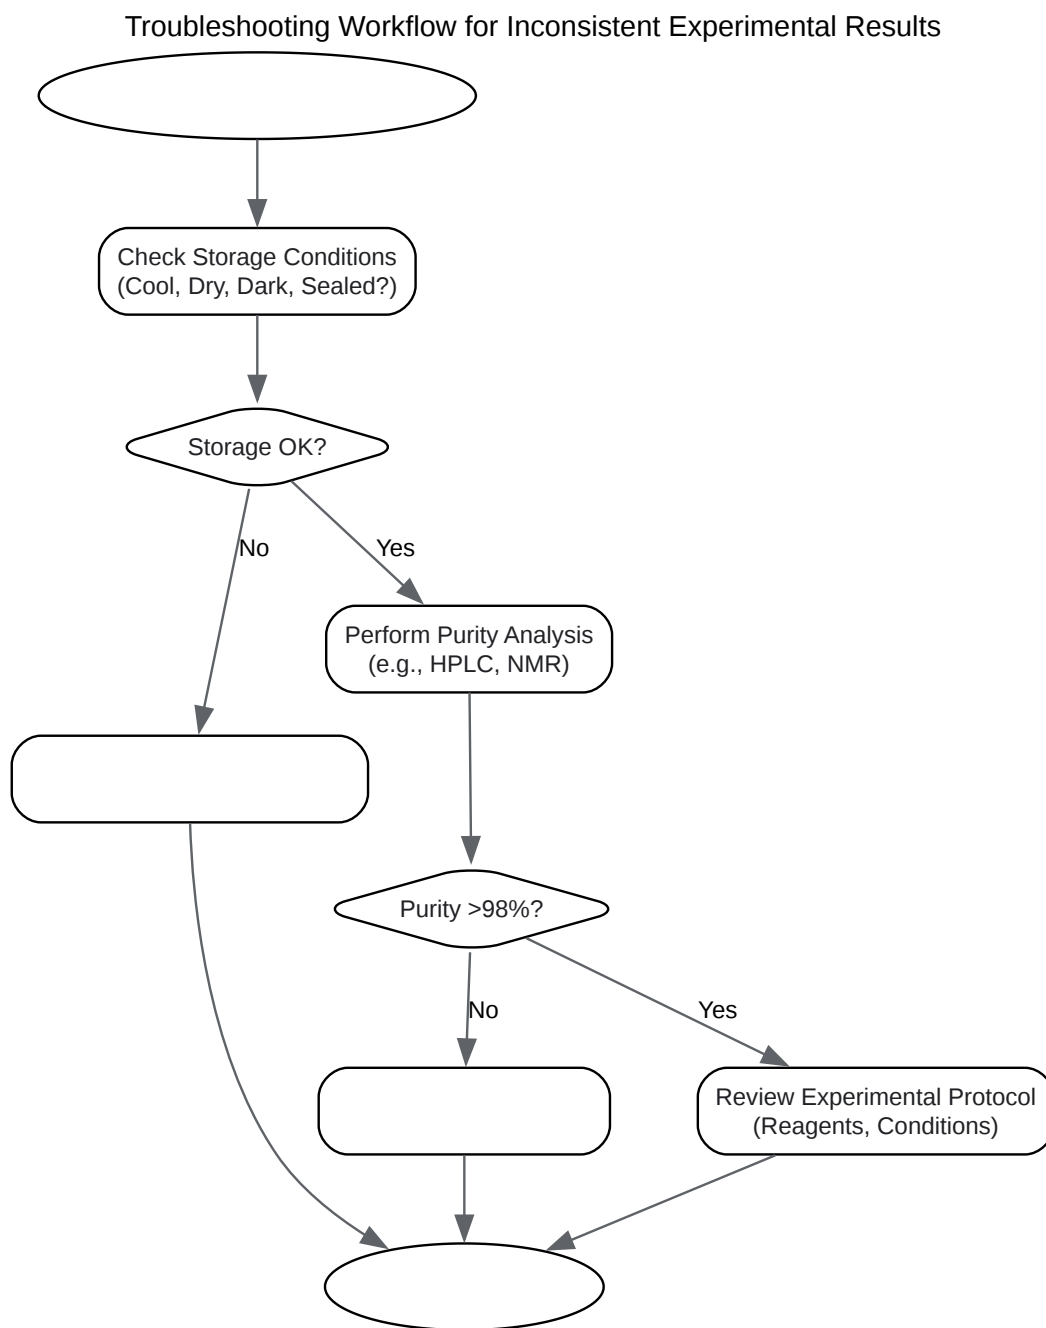 Troubleshooting Workflow for Inconsistent Experimental Results
Check Storage Conditions
(Cool, Dry, Dark, Sealed?)
Storage OK?
No
Yes
Perform Purity Analysis
(e.g., HPLC, NMR)
Purity >98%?
No
Yes
Review Experimental Protocol
(Reagents, Conditions)